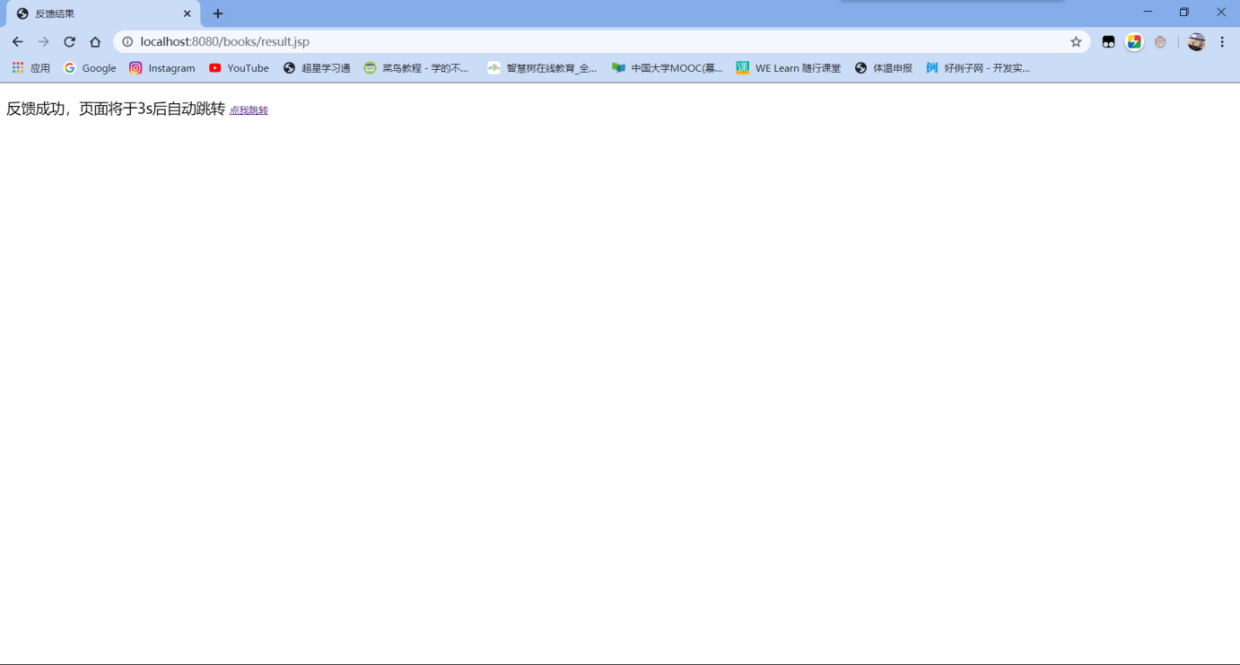 反馈结果
localhost:8080/books/result.jsp
应用 Google Instagram YouTube 超星学习通 菜鸟教程 - 学的不... 智慧树在线教育_全... 中国大学MOOC(慕... WE Learn 随行课堂 体温申报 好例子网 - 开发实...
反馈成功，页面将于3s后自动跳转 点我跳转